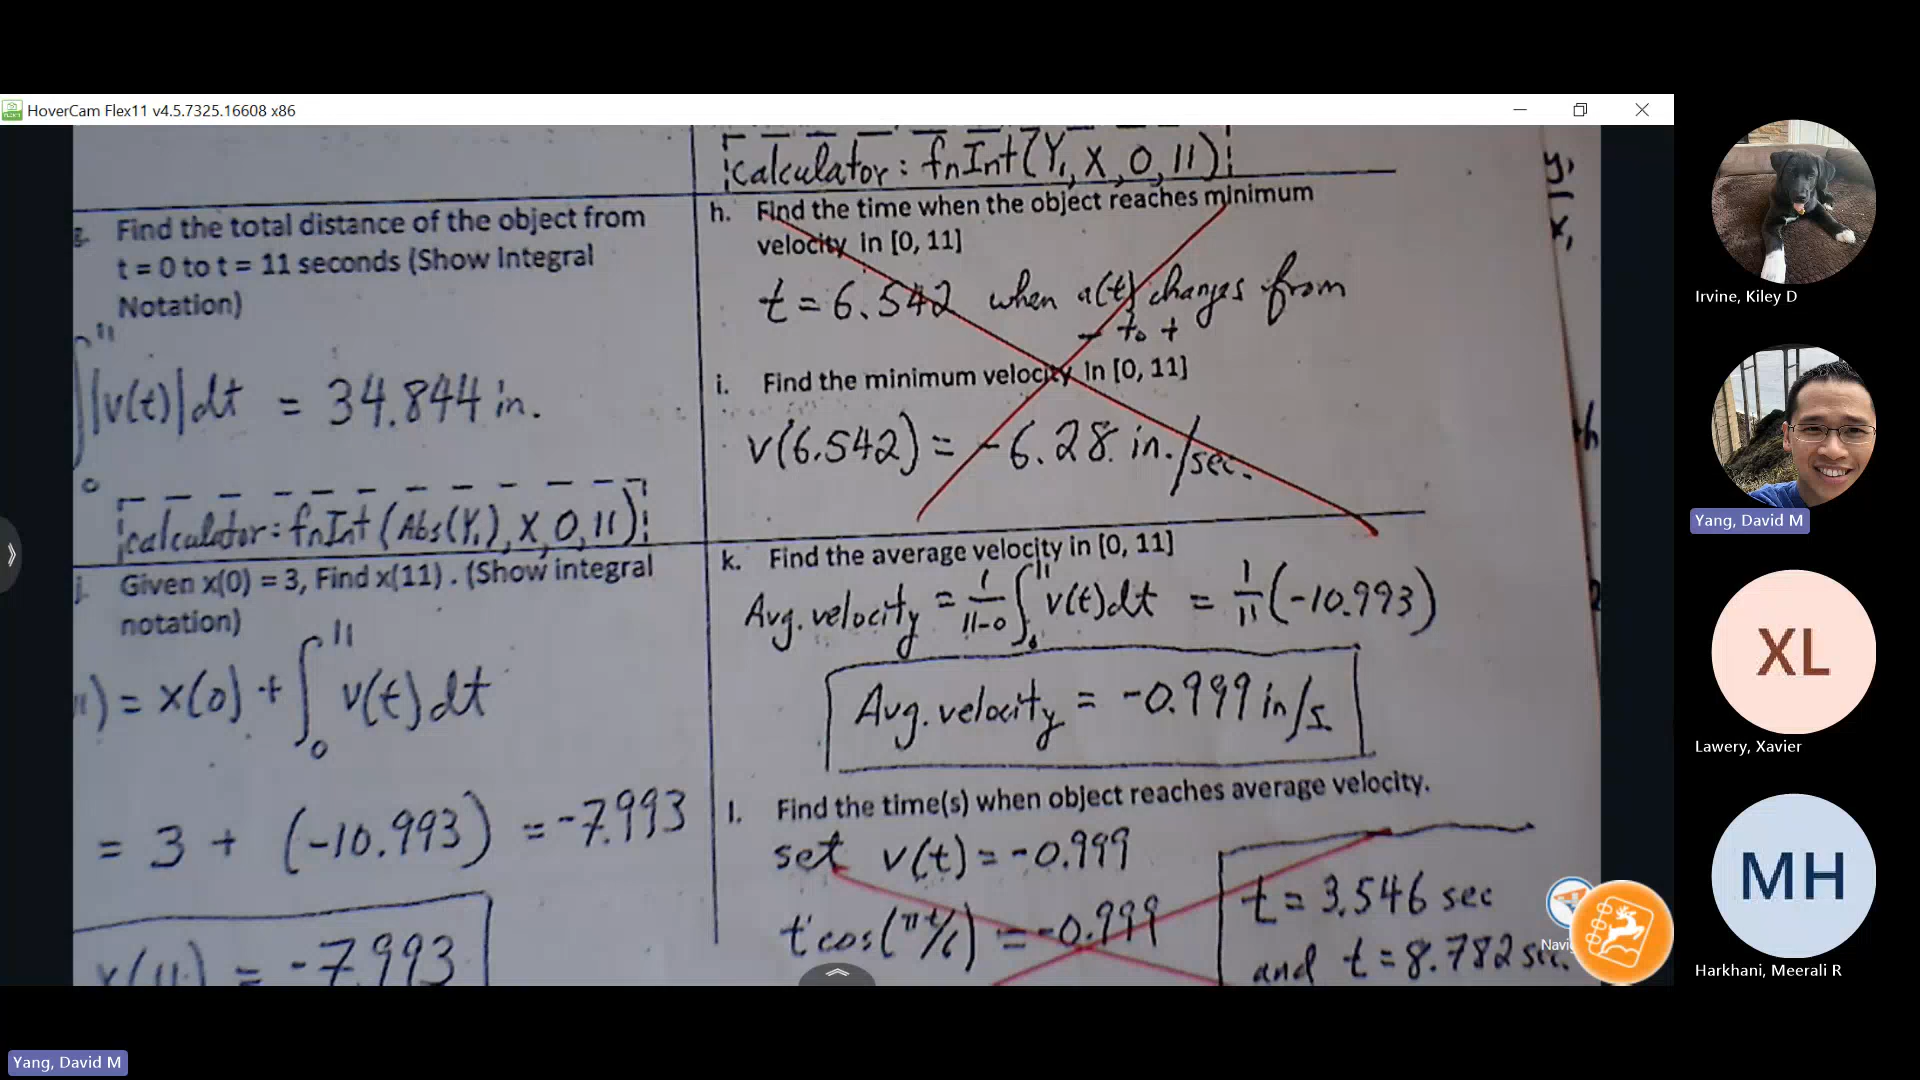 HoverCam Flex11 v4.5.7325.16608 x86
Calculator: fnInt(Y₁, X, 0, 11)
g. Find the total distance of the object from
t = 0 to t = 11 seconds (Show Integral
Notation)
∫₀¹¹ |v(t)| dt = 34.844 in.
Calculator: fnInt(Abs(Y₁), X, 0, 11)
h. Find the time when the object reaches minimum
velocity in [0, 11]
t = 6.542 when a(t) changes from
- to +
i. Find the minimum velocity in [0, 11]
v(6.542) = -6.28 in./sec.
j. Given x(0) = 3, Find x(11) . (Show integral
notation)
) = x(0) + ∫₀¹¹ v(t) dt
= 3 + (-10.993) = -7.993
x(11) = -7.993
k. Find the average velocity in [0, 11]
Avg. velocity = 1/(11-0) ∫₀¹¹ v(t) dt = 1/11 (-10.993)
Avg. velocity = -0.999 in/s
l. Find the time(s) when object reaches average velocity.
set v(t) = -0.999
t cos(πt/6) = -0.999
t = 3.546 sec
and t = 8.782 sec.
y₁
x₁
Navi
Irvine, Kiley D
Yang, David M
XL
Lawery, Xavier
MH
Harkhani, Meerali R
Yang, David M